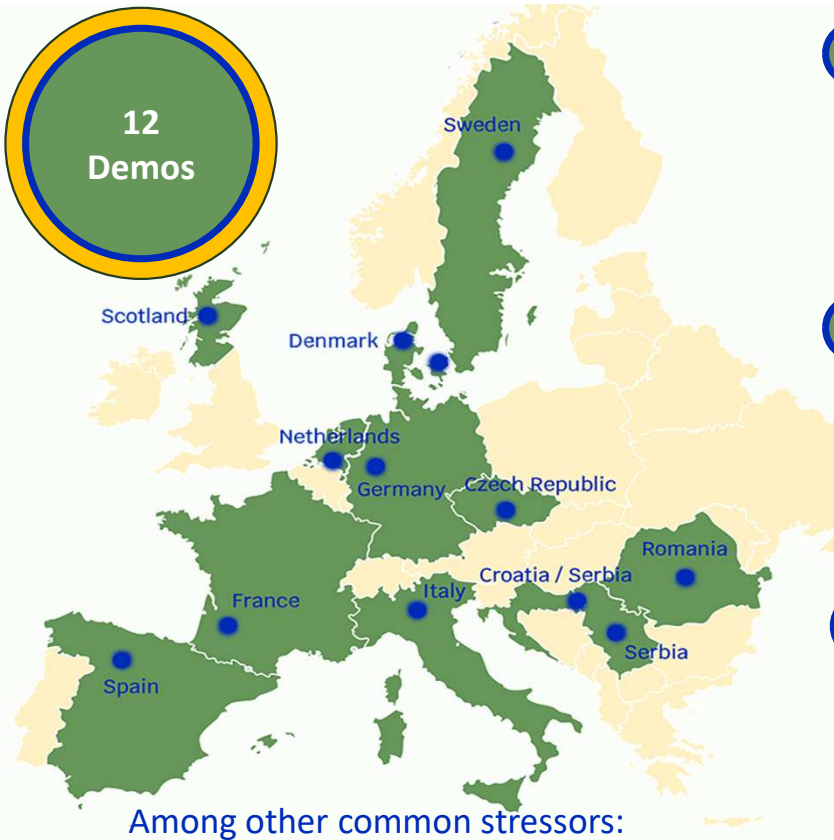 12
Demos
Sweden
Scotland
Denmark
Netherlands
Germany
Czech Republic
Romania
Croatia / Serbia
Italy
France
Serbia
Spain
Among other common stressors: